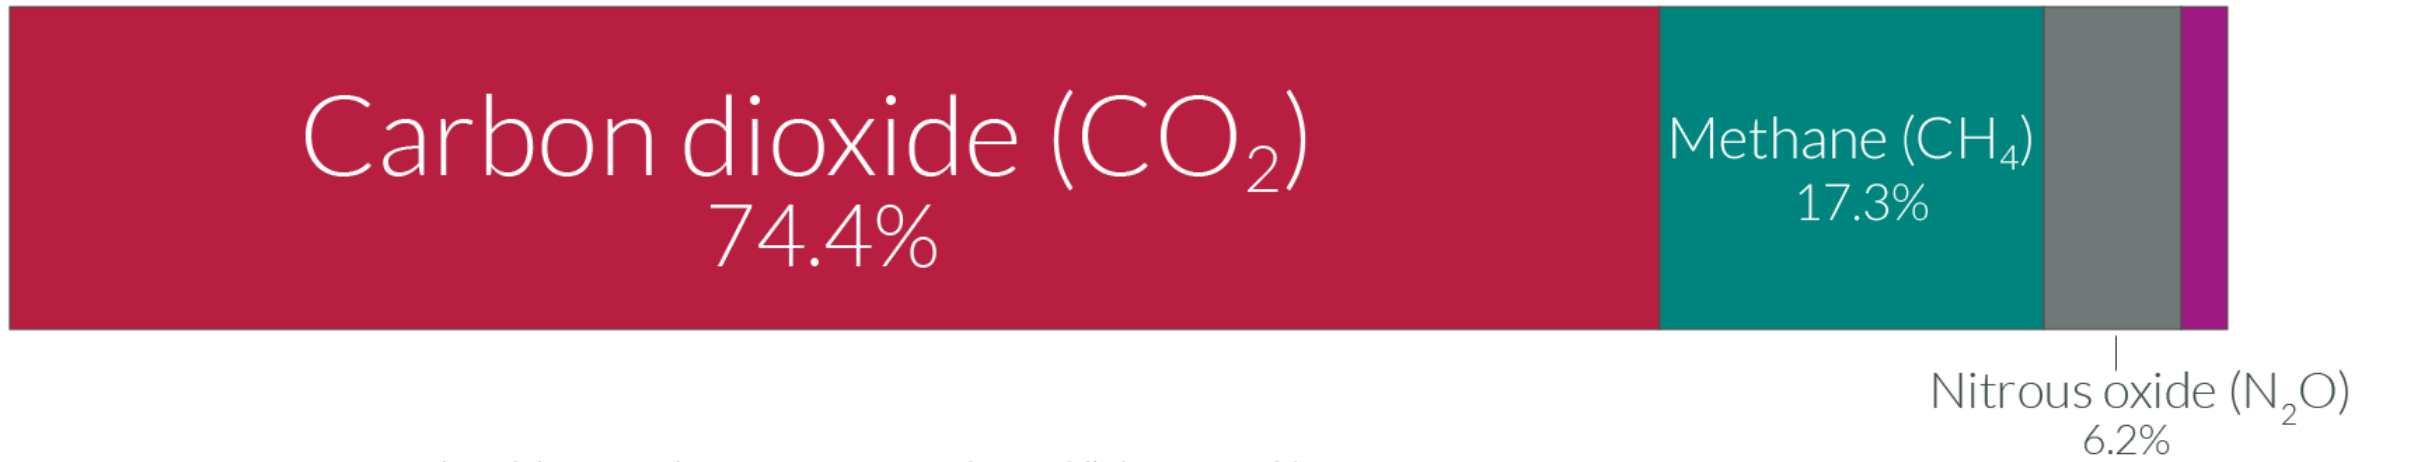 Carbon dioxide (CO₂)
74.4%
Methane (CH₄)
17.3%
Nitrous oxide (N₂O)
6.2%